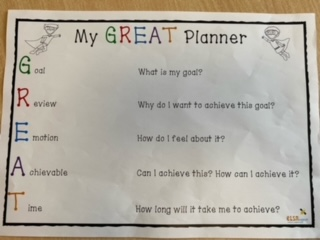 My GREAT Planner
Goal What is my goal?
Review Why do I want to achieve this goal?
Emotion How do I feel about it?
Achievable Can I achieve this? How can I achieve it?
Time How long will it take me to achieve?